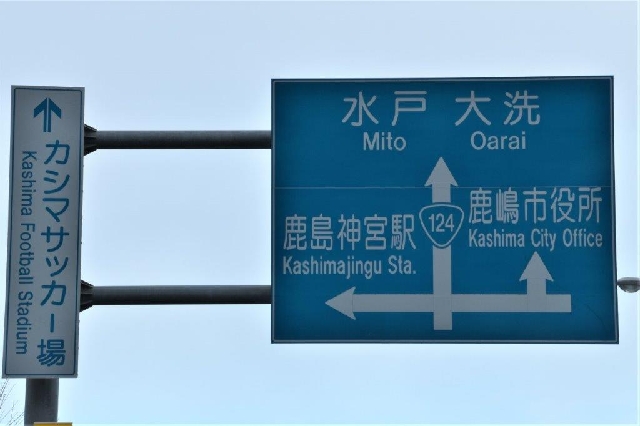 カシマサッカー場
Kashima Football Stadium
水戸 大洗
Mito Oarai
124
鹿島神宮駅
Kashimajingu Sta.
鹿嶋市役所
Kashima City Office